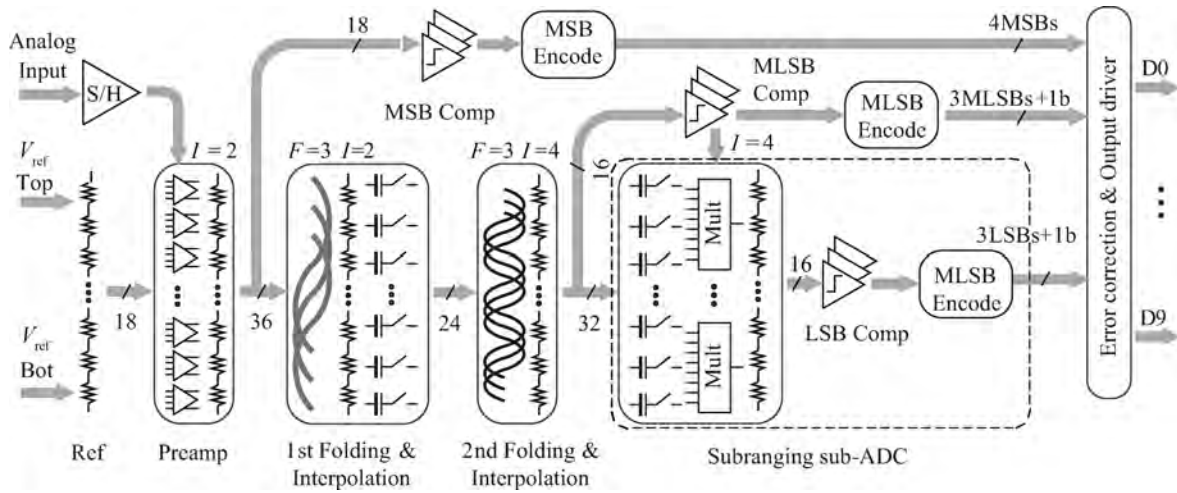 Analog
Input
S/H
V_ref
Top
V_ref
Bot
18
Ref
I = 2
Preamp
36
18
MSB Comp
MSB
Encode
4MSBs
F=3 I=2
1st Folding &
Interpolation
24
F=3 I=4
2nd Folding &
Interpolation
16
32
MLSB
Comp
MLSB
Encode
3MLSBs+1b
I = 4
Mult
Mult
16
LSB Comp
MLSB
Encode
3LSBs+1b
Subranging sub-ADC
Error correction & Output driver
D0
D9